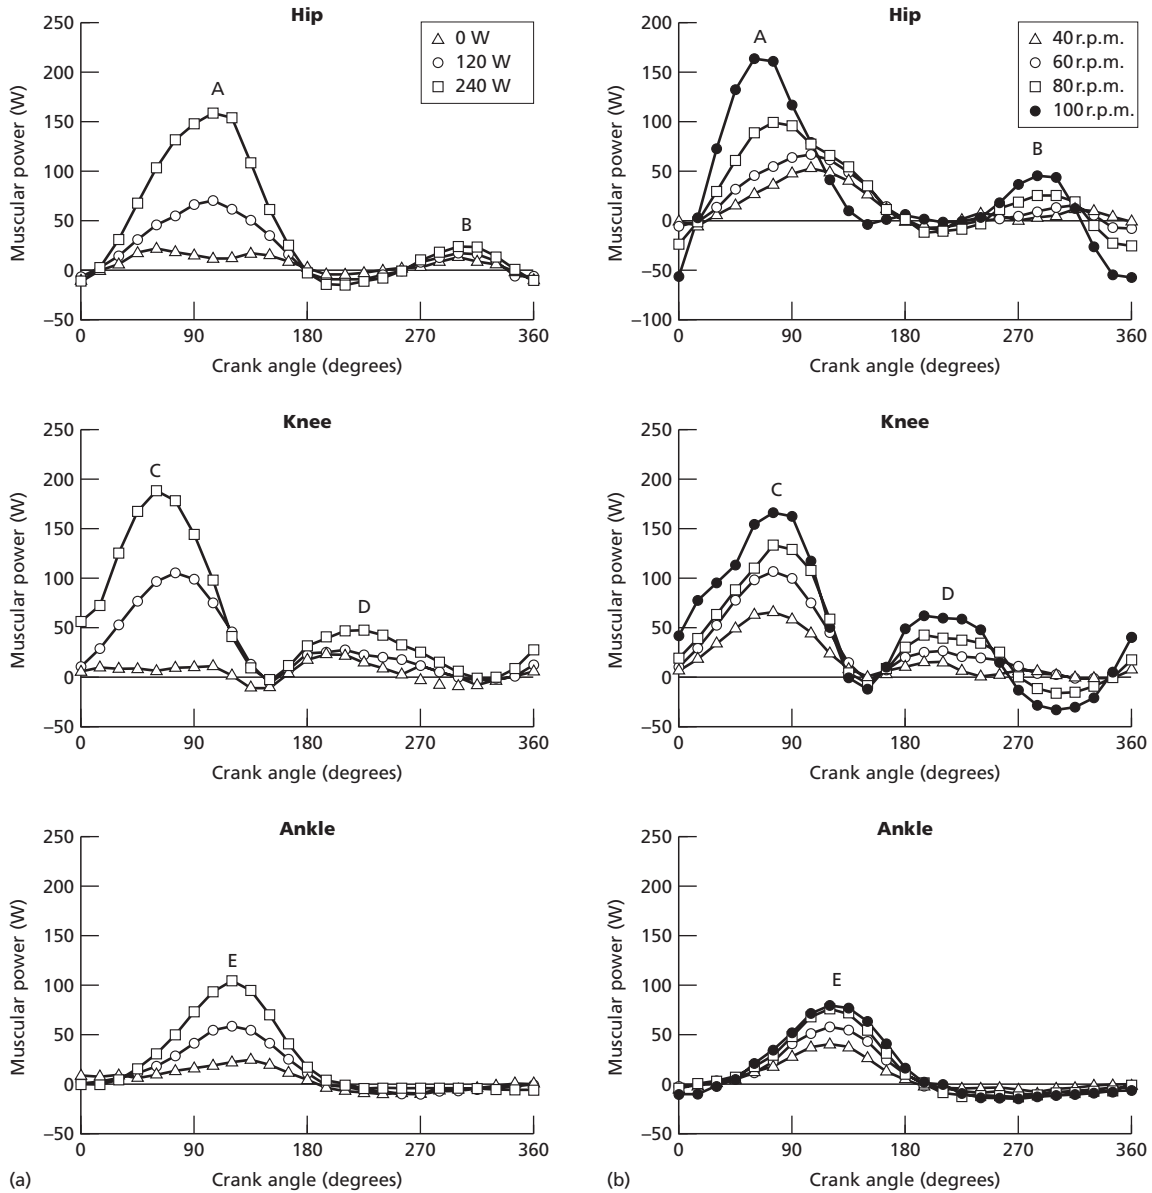 Hip
250
200
150
100
50
0
−50
Muscular power (W)
0 W
120 W
240 W
A
B
0 90 180 270 360
Crank angle (degrees)
Hip
200
150
100
50
0
−50
−100
Muscular power (W)
40 r.p.m.
60 r.p.m.
80 r.p.m.
100 r.p.m.
A
B
0 90 180 270 360
Crank angle (degrees)
Knee
250
200
150
100
50
0
−50
Muscular power (W)
C
D
0 90 180 270 360
Crank angle (degrees)
Knee
250
200
150
100
50
0
−50
Muscular power (W)
C
D
0 90 180 270 360
Crank angle (degrees)
Ankle
250
200
150
100
50
0
−50
Muscular power (W)
E
0 90 180 270 360
Crank angle (degrees)
(a)
Ankle
250
200
150
100
50
0
−50
Muscular power (W)
E
0 90 180 270 360
Crank angle (degrees)
(b)